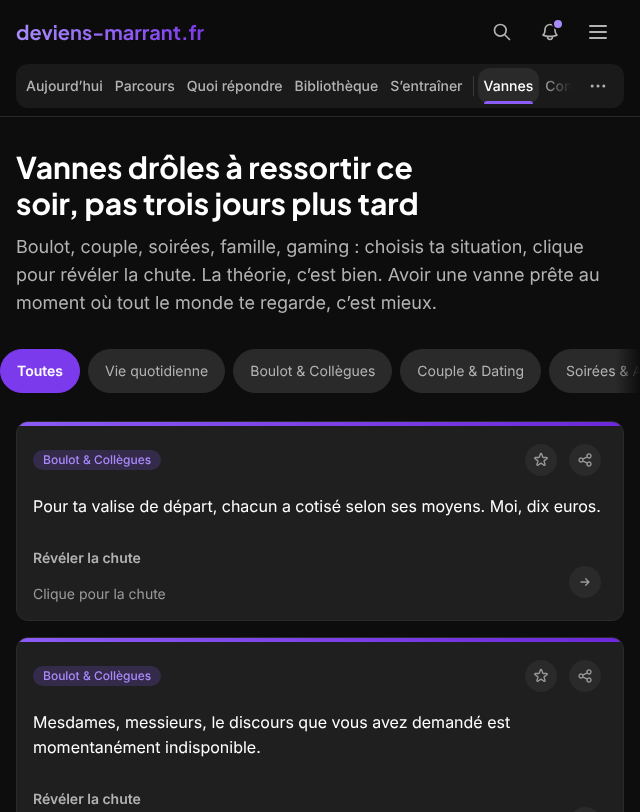 deviens-marrant.fr
Aujourd’hui Parcours Quoi répondre Bibliothèque S’entraîner Vannes
Vannes drôles à ressortir ce
soir, pas trois jours plus tard
Boulot, couple, soirées, famille, gaming : choisis ta situation, clique
pour révéler la chute. La théorie, c’est bien. Avoir une vanne prête au
moment où tout le monde te regarde, c’est mieux.
Toutes Vie quotidienne Boulot & Collègues Couple & Dating Soirées &
Boulot & Collègues
Pour ta valise de départ, chacun a cotisé selon ses moyens. Moi, dix euros.
Révéler la chute
Clique pour la chute
Boulot & Collègues
Mesdames, messieurs, le discours que vous avez demandé est
momentanément indisponible.
Révéler la chute